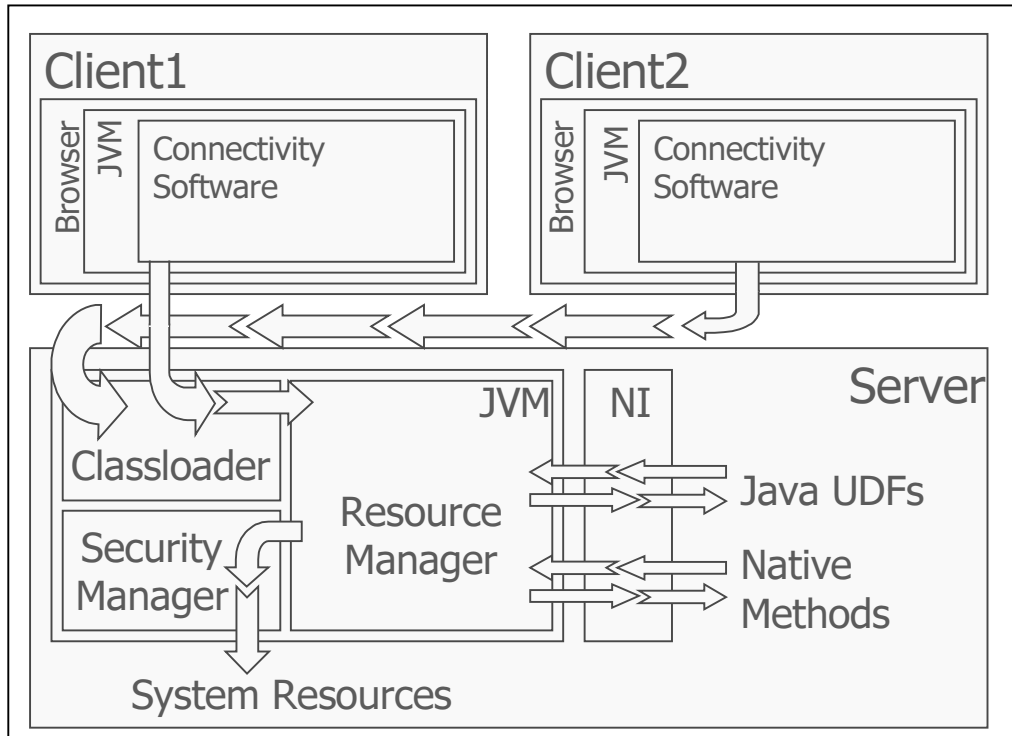 Client1
Browser
JVM
Connectivity
Software
Client2
Browser
JVM
Connectivity
Software
Server
JVM
NI
Classloader
Security
Manager
Resource
Manager
Java UDFs
Native
Methods
System Resources